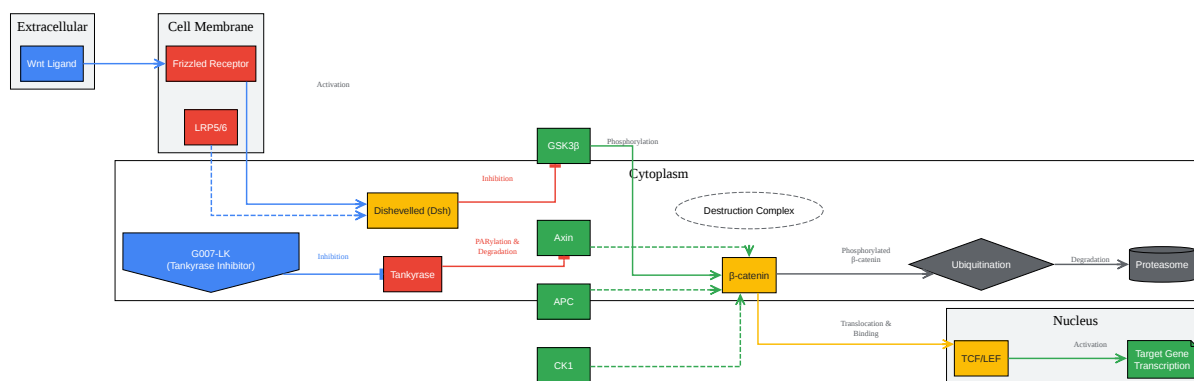 Extracellular
Wnt Ligand
Cell Membrane
Frizzled Receptor
LRP5/6
Activation
GSK3β
Phosphorylation
Cytoplasm
Inhibition
Dishevelled (Dsh)
Destruction Complex
G007-LK
(Tankyrase Inhibitor)
Inhibition
Tankyrase
PARylation &
Degradation
Axin
APC
CK1
β-catenin
Phosphorylated
β-catenin
Ubiquitination
Degradation
Proteasome
Translocation &
Binding
Nucleus
TCF/LEF
Activation
Target Gene
Transcription